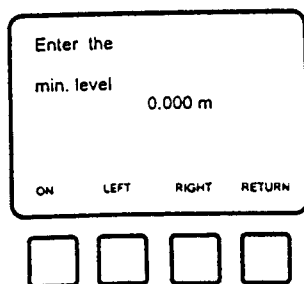 Enter the
min. level
0.000 m
ON LEFT RIGHT RETURN